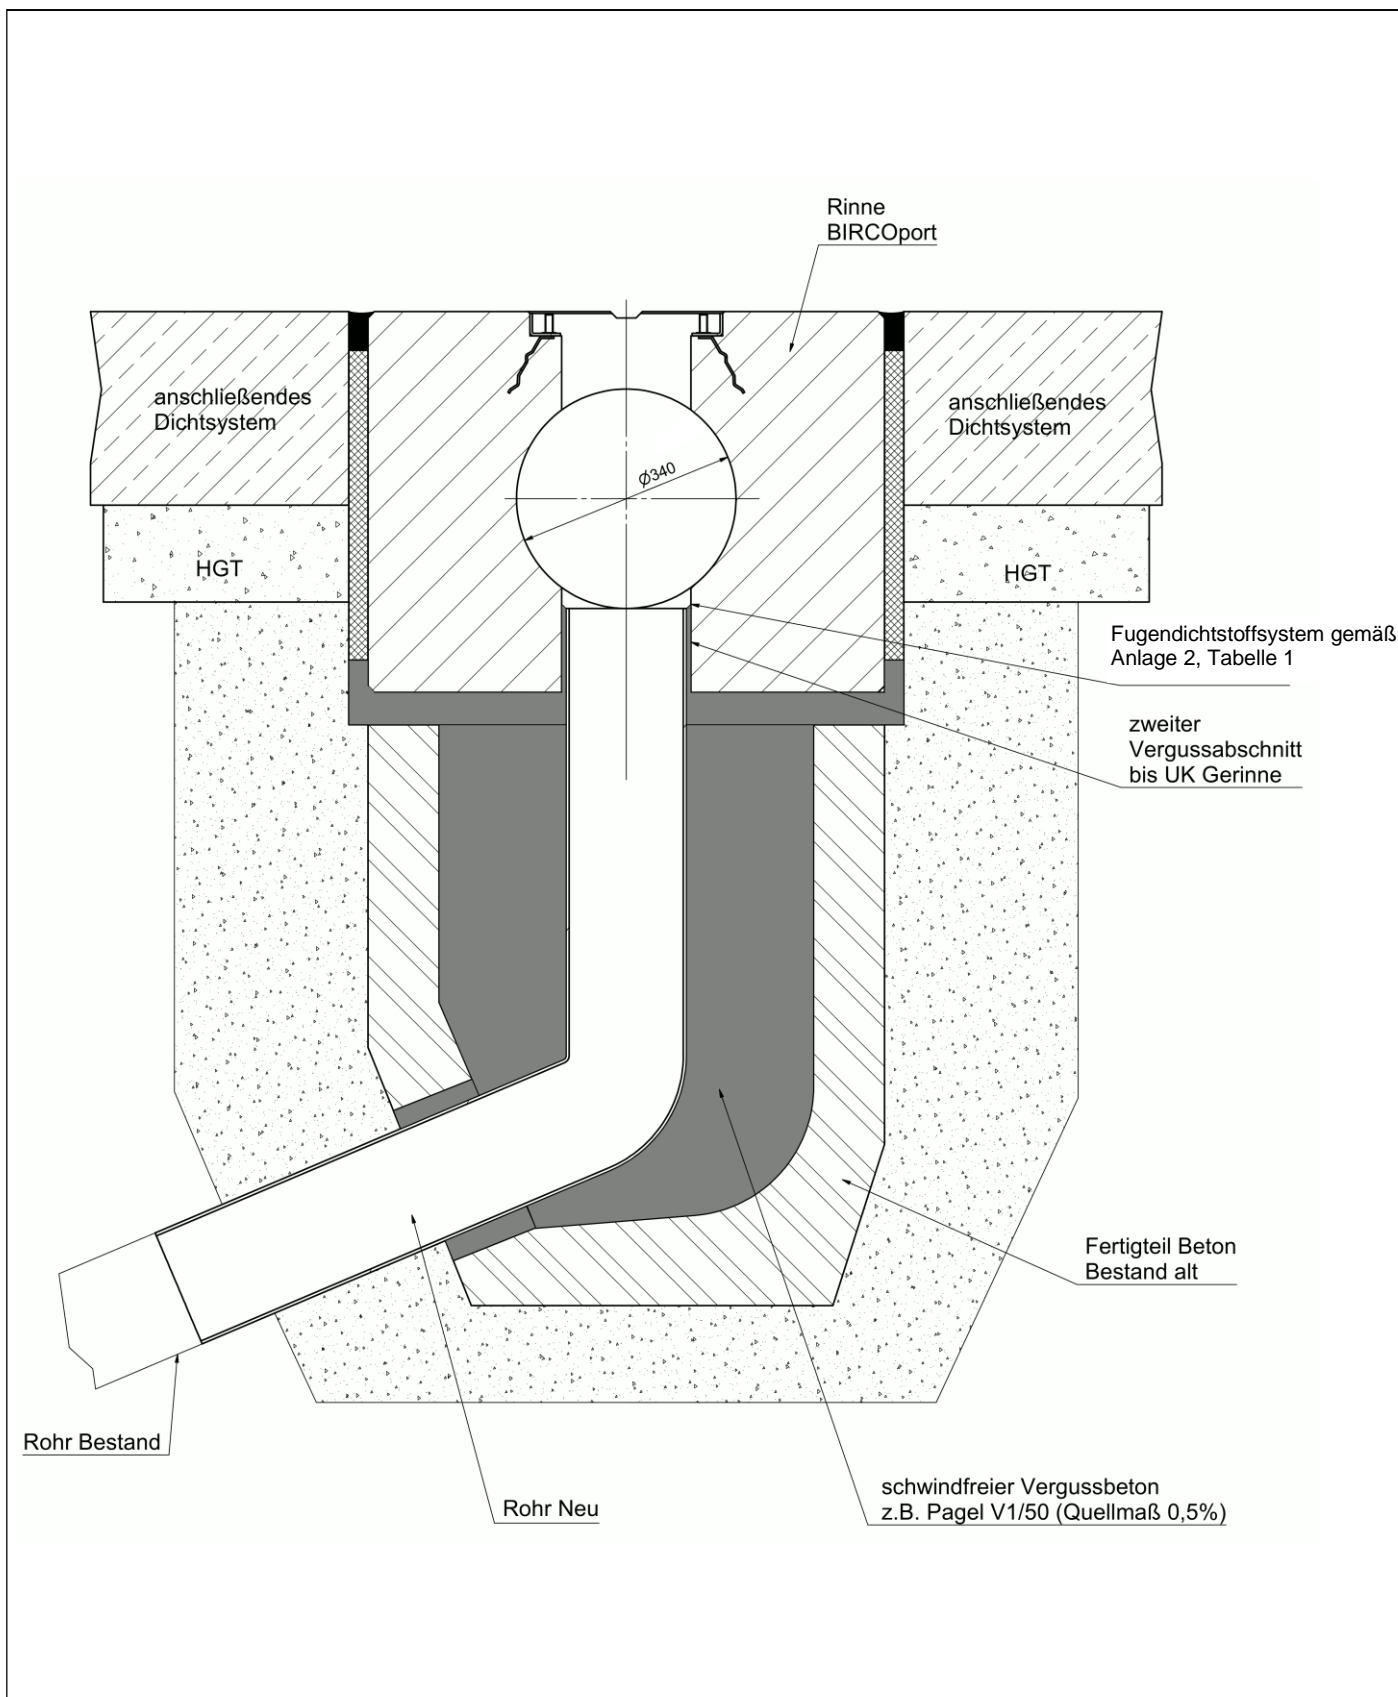 Rinne
BIRCOport
anschließendes
Dichtsystem
anschließendes
Dichtsystem
Ø340
HGT
HGT
Fugendichtstoffsystem gemäß
Anlage 2, Tabelle 1
zweiter
Vergussabschnitt
bis UK Gerinne
Fertigteil Beton
Bestand alt
Rohr Bestand
Rohr Neu
schwindfreier Vergussbeton
z.B. Pagel V1/50 (Quellmaß 0,5%)